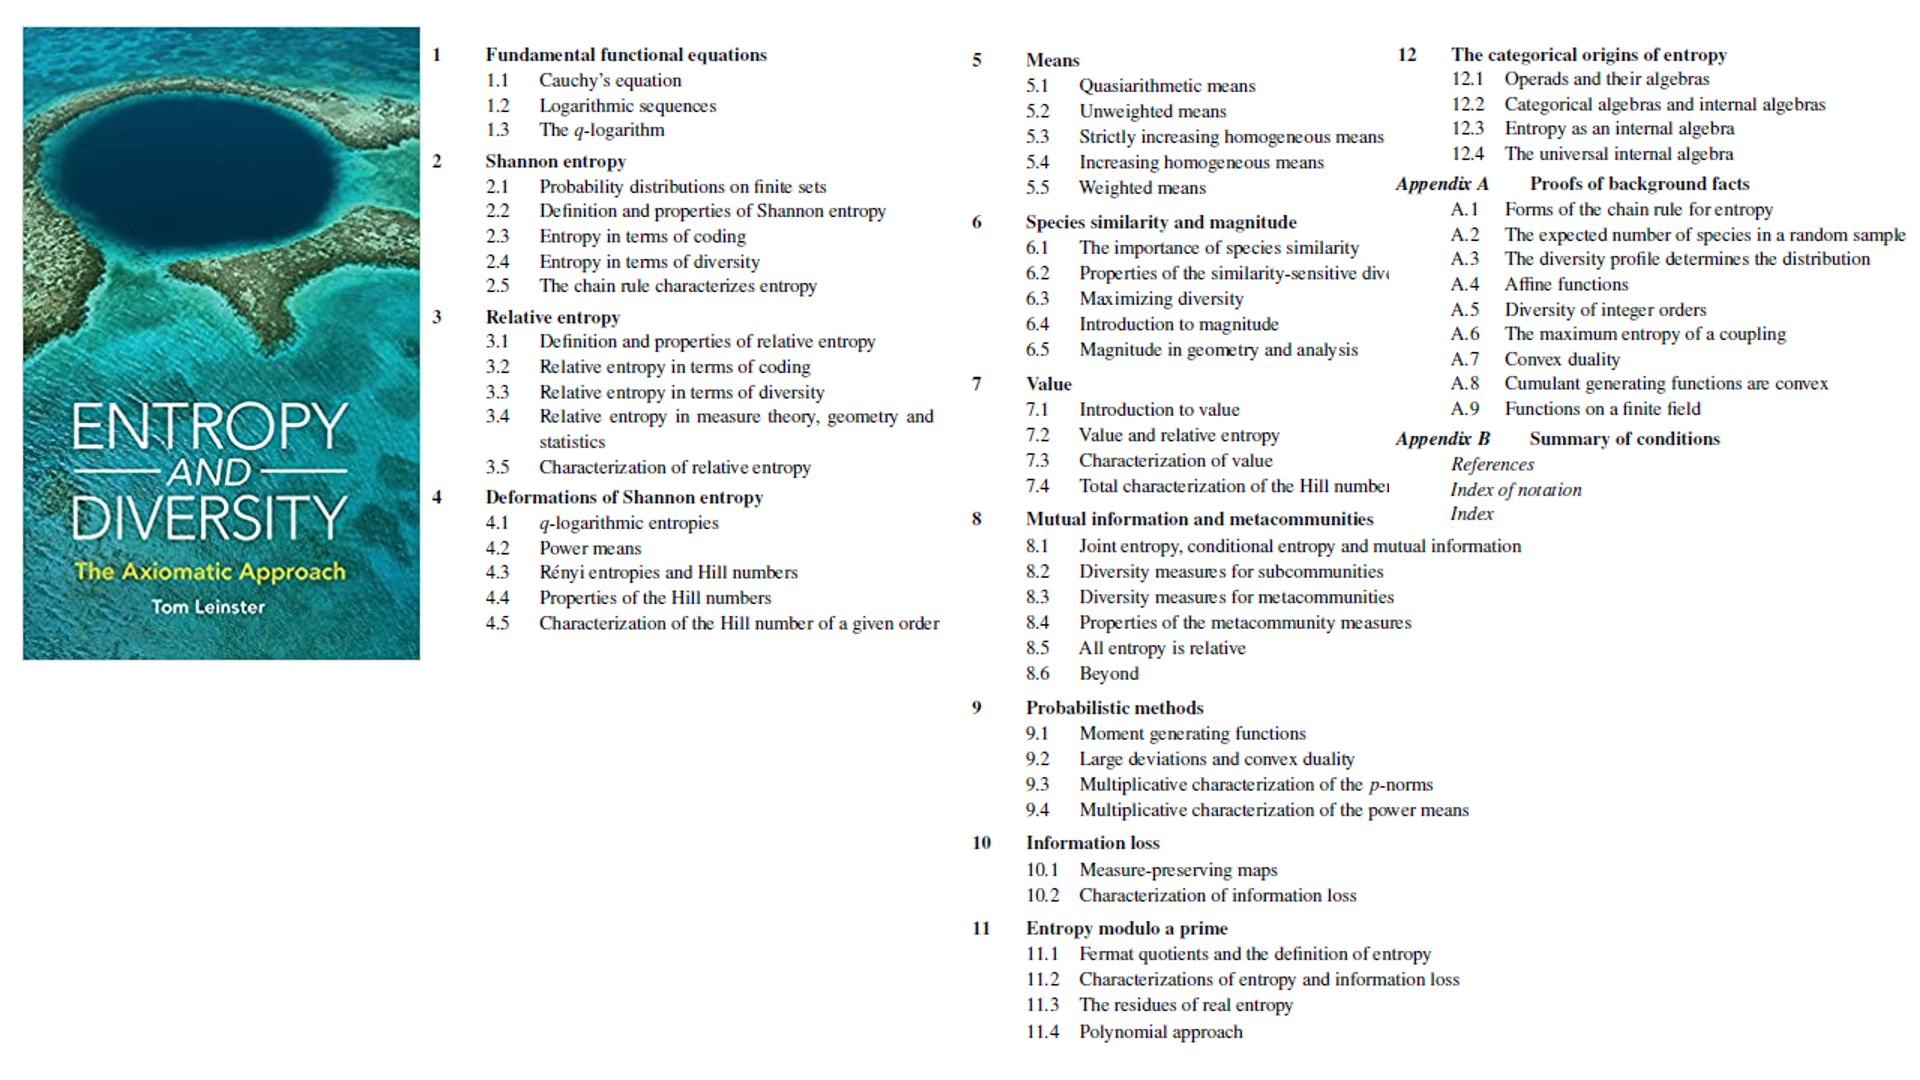 ENTROPY
AND
DIVERSITY
The Axiomatic Approach
Tom Leinster
1 Fundamental functional equations
1.1 Cauchy's equation
1.2 Logarithmic sequences
1.3 The q-logarithm
2 Shannon entropy
2.1 Probability distributions on finite sets
2.2 Definition and properties of Shannon entropy
2.3 Entropy in terms of coding
2.4 Entropy in terms of diversity
2.5 The chain rule characterizes entropy
3 Relative entropy
3.1 Definition and properties of relative entropy
3.2 Relative entropy in terms of coding
3.3 Relative entropy in terms of diversity
3.4 Relative entropy in measure theory, geometry and
statistics
3.5 Characterization of relative entropy
4 Deformations of Shannon entropy
4.1 q-logarithmic entropies
4.2 Power means
4.3 Rényi entropies and Hill numbers
4.4 Properties of the Hill numbers
4.5 Characterization of the Hill number of a given order
5 Means
5.1 Quasiarithmetic means
5.2 Unweighted means
5.3 Strictly increasing homogeneous means
5.4 Increasing homogeneous means
5.5 Weighted means
6 Species similarity and magnitude
6.1 The importance of species similarity
6.2 Properties of the similarity-sensitive dive
6.3 Maximizing diversity
6.4 Introduction to magnitude
6.5 Magnitude in geometry and analysis
7 Value
7.1 Introduction to value
7.2 Value and relative entropy
7.3 Characterization of value
7.4 Total characterization of the Hill number
8 Mutual information and metacommunities
8.1 Joint entropy, conditional entropy and mutual information
8.2 Diversity measures for subcommunities
8.3 Diversity measures for metacommunities
8.4 Properties of the metacommunity measures
8.5 All entropy is relative
8.6 Beyond
9 Probabilistic methods
9.1 Moment generating functions
9.2 Large deviations and convex duality
9.3 Multiplicative characterization of the p-norms
9.4 Multiplicative characterization of the power means
10 Information loss
10.1 Measure-preserving maps
10.2 Characterization of information loss
11 Entropy modulo a prime
11.1 Fermat quotients and the definition of entropy
11.2 Characterizations of entropy and information loss
11.3 The residues of real entropy
11.4 Polynomial approach
12 The categorical origins of entropy
12.1 Operads and their algebras
12.2 Categorical algebras and internal algebras
12.3 Entropy as an internal algebra
12.4 The universal internal algebra
Appendix A Proofs of background facts
A.1 Forms of the chain rule for entropy
A.2 The expected number of species in a random sample
A.3 The diversity profile determines the distribution
A.4 Affine functions
A.5 Diversity of integer orders
A.6 The maximum entropy of a coupling
A.7 Convex duality
A.8 Cumulant generating functions are convex
A.9 Functions on a finite field
Appendix B Summary of conditions
References
Index of notation
Index